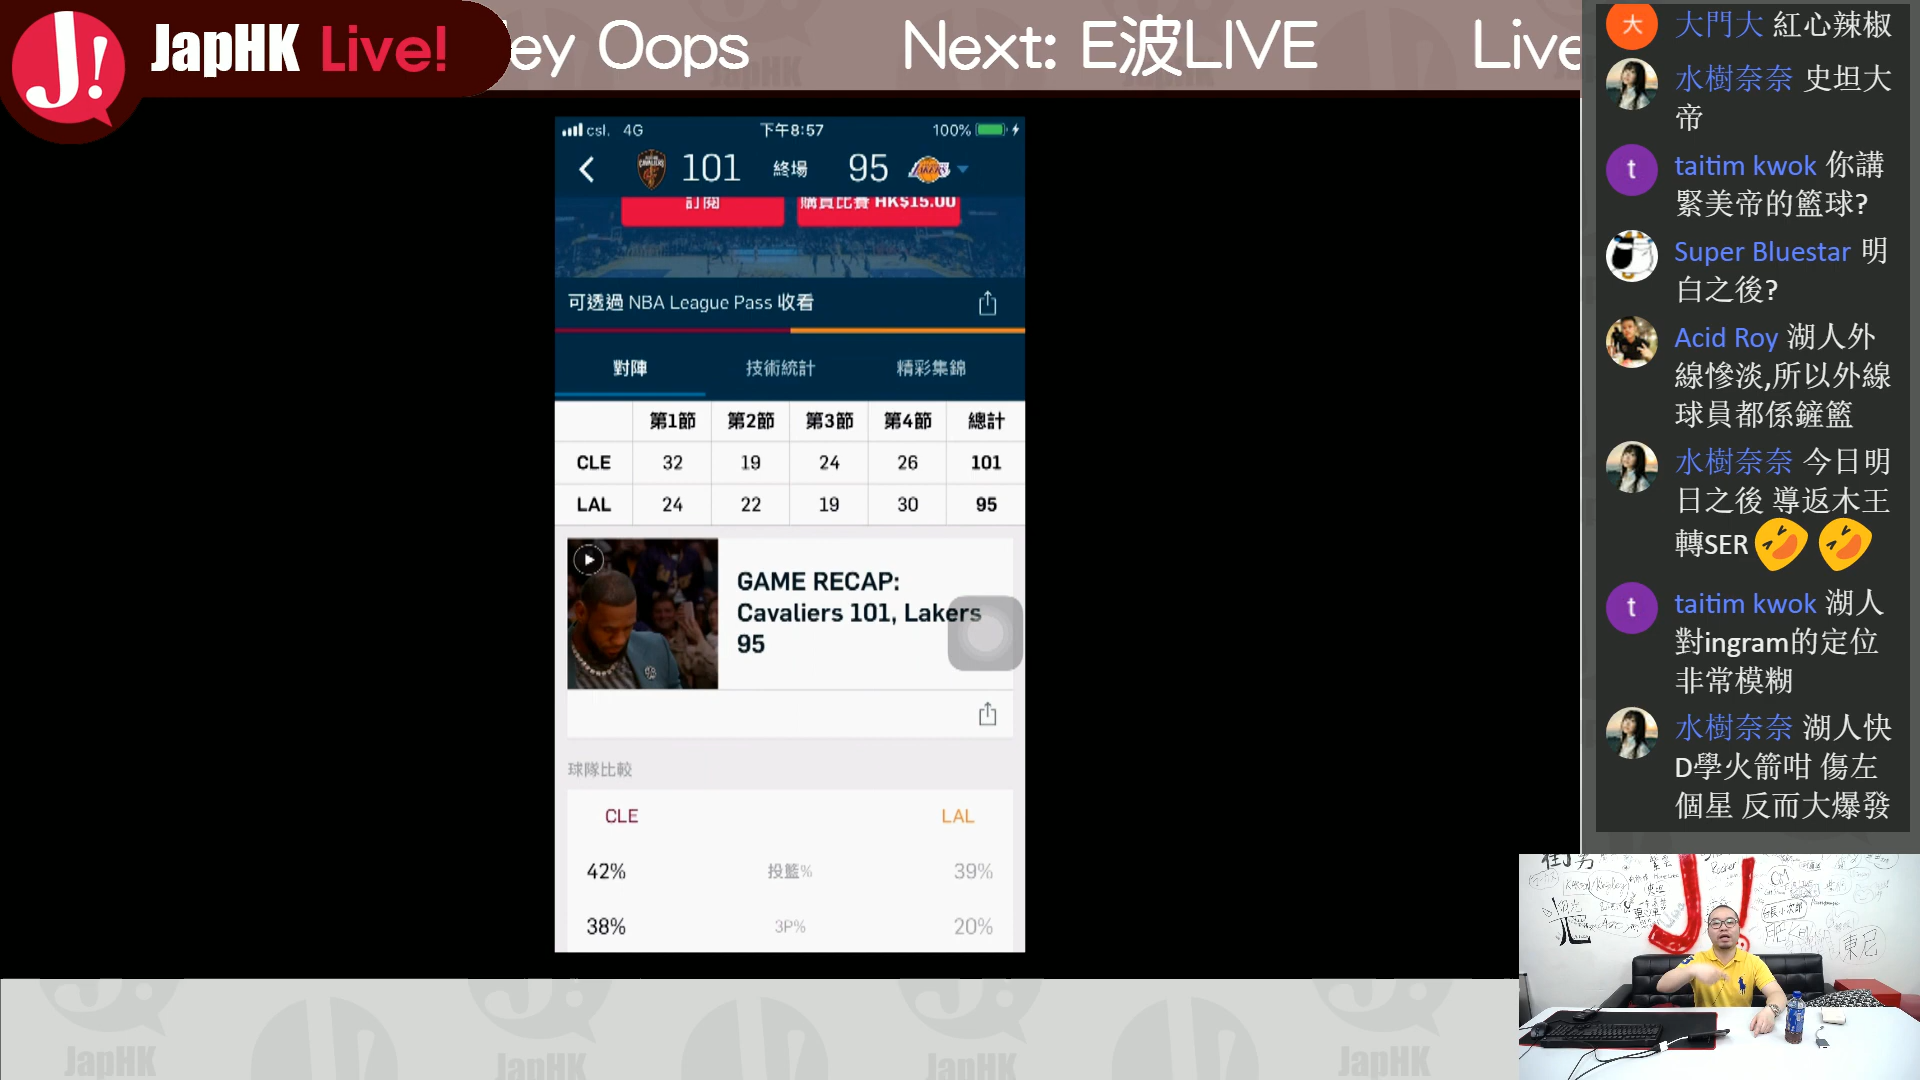 JapHK Live!
ey Oops
Next: E波LIVE
Live
csl. 4G
下午8:57
100%
CAVALIERS
101
終場
95
LAKERS
訂閱
購買比賽 HK$15.00
可透過 NBA League Pass 收看
對陣
技術統計
精彩集錦
第1節 第2節 第3節 第4節 總計
CLE 32 19 24 26 101
LAL 24 22 19 30 95
GAME RECAP:
Cavaliers 101, Lakers
95
球隊比較
CLE LAL
42% 投籃% 39%
38% 3P% 20%
大
大門大 紅心辣椒
水樹奈奈 史坦大
帝
t
taitim kwok 你講
緊美帝的籃球?
Super Bluestar 明
白之後?
Acid Roy 湖人外
線慘淡,所以外線
球員都係鏟籃
水樹奈奈 今日明
日之後 導返木王
轉SER
t
taitim kwok 湖人
對ingram的定位
非常模糊
水樹奈奈 湖人快
D學火箭咁 傷左
個星 反而大爆發
J!
東尼
JapHK
JapHK
JapHK
JapHK